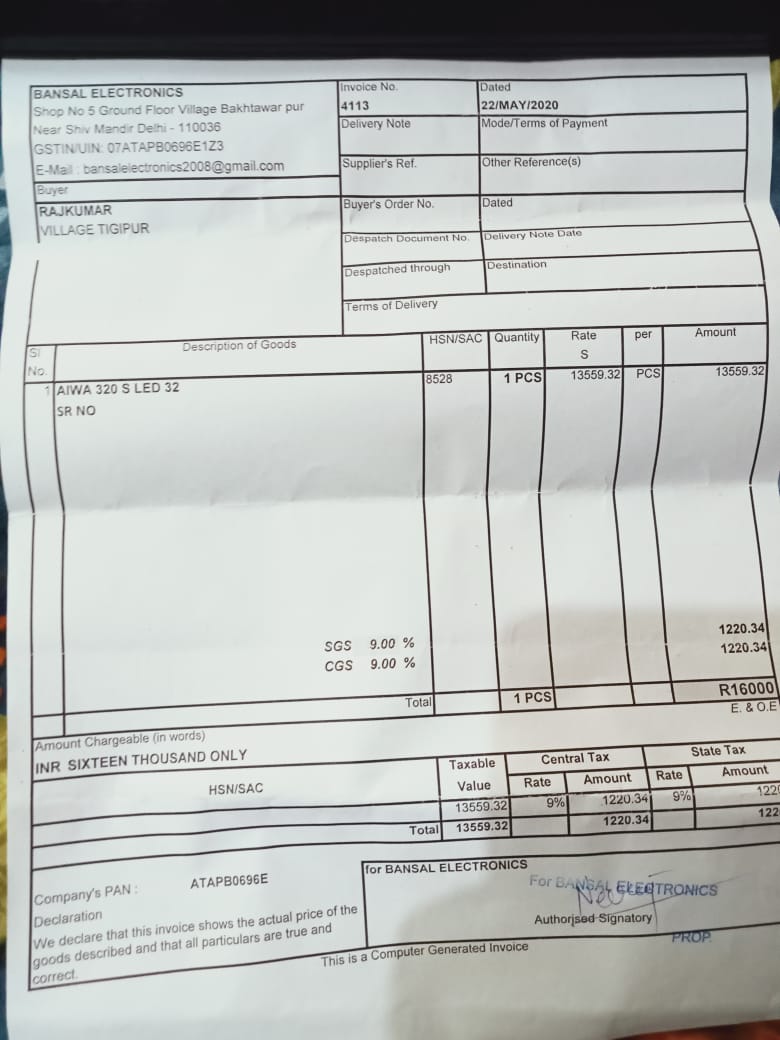 BANSAL ELECTRONICS
Shop No 5 Ground Floor Village Bakhtawar pur
Near Shiv Mandir Delhi - 110036
GSTIN/UIN: 07ATAPB0696E1Z3
E-Mail : bansalelectronics2008@gmail.com
Buyer
RAJKUMAR
VILLAGE TIGIPUR
Invoice No. Dated
4113 22/MAY/2020
Delivery Note Mode/Terms of Payment
Supplier's Ref. Other Reference(s)
Buyer's Order No. Dated
Despatch Document No. Delivery Note Date
Despatched through Destination
Terms of Delivery
Sl No. Description of Goods HSN/SAC Quantity Rate S per Amount
1 AIWA 320 S LED 32 8528 1 PCS 13559.32 PCS 13559.32
SR NO
SGS 9.00 % 1220.34
CGS 9.00 % 1220.34
Total 1 PCS R16000
E. & O.E
Amount Chargeable (in words)
INR SIXTEEN THOUSAND ONLY
HSN/SAC Taxable Value Central Tax State Tax
Rate Amount Rate Amount
13559.32 9% 1220.34 9% 122
Total 13559.32 1220.34 122
Company's PAN : ATAPB0696E
Declaration
We declare that this invoice shows the actual price of the
goods described and that all particulars are true and
correct.
for BANSAL ELECTRONICS
For BANSAL ELECTRONICS
Authorised Signatory
PROP.
This is a Computer Generated Invoice